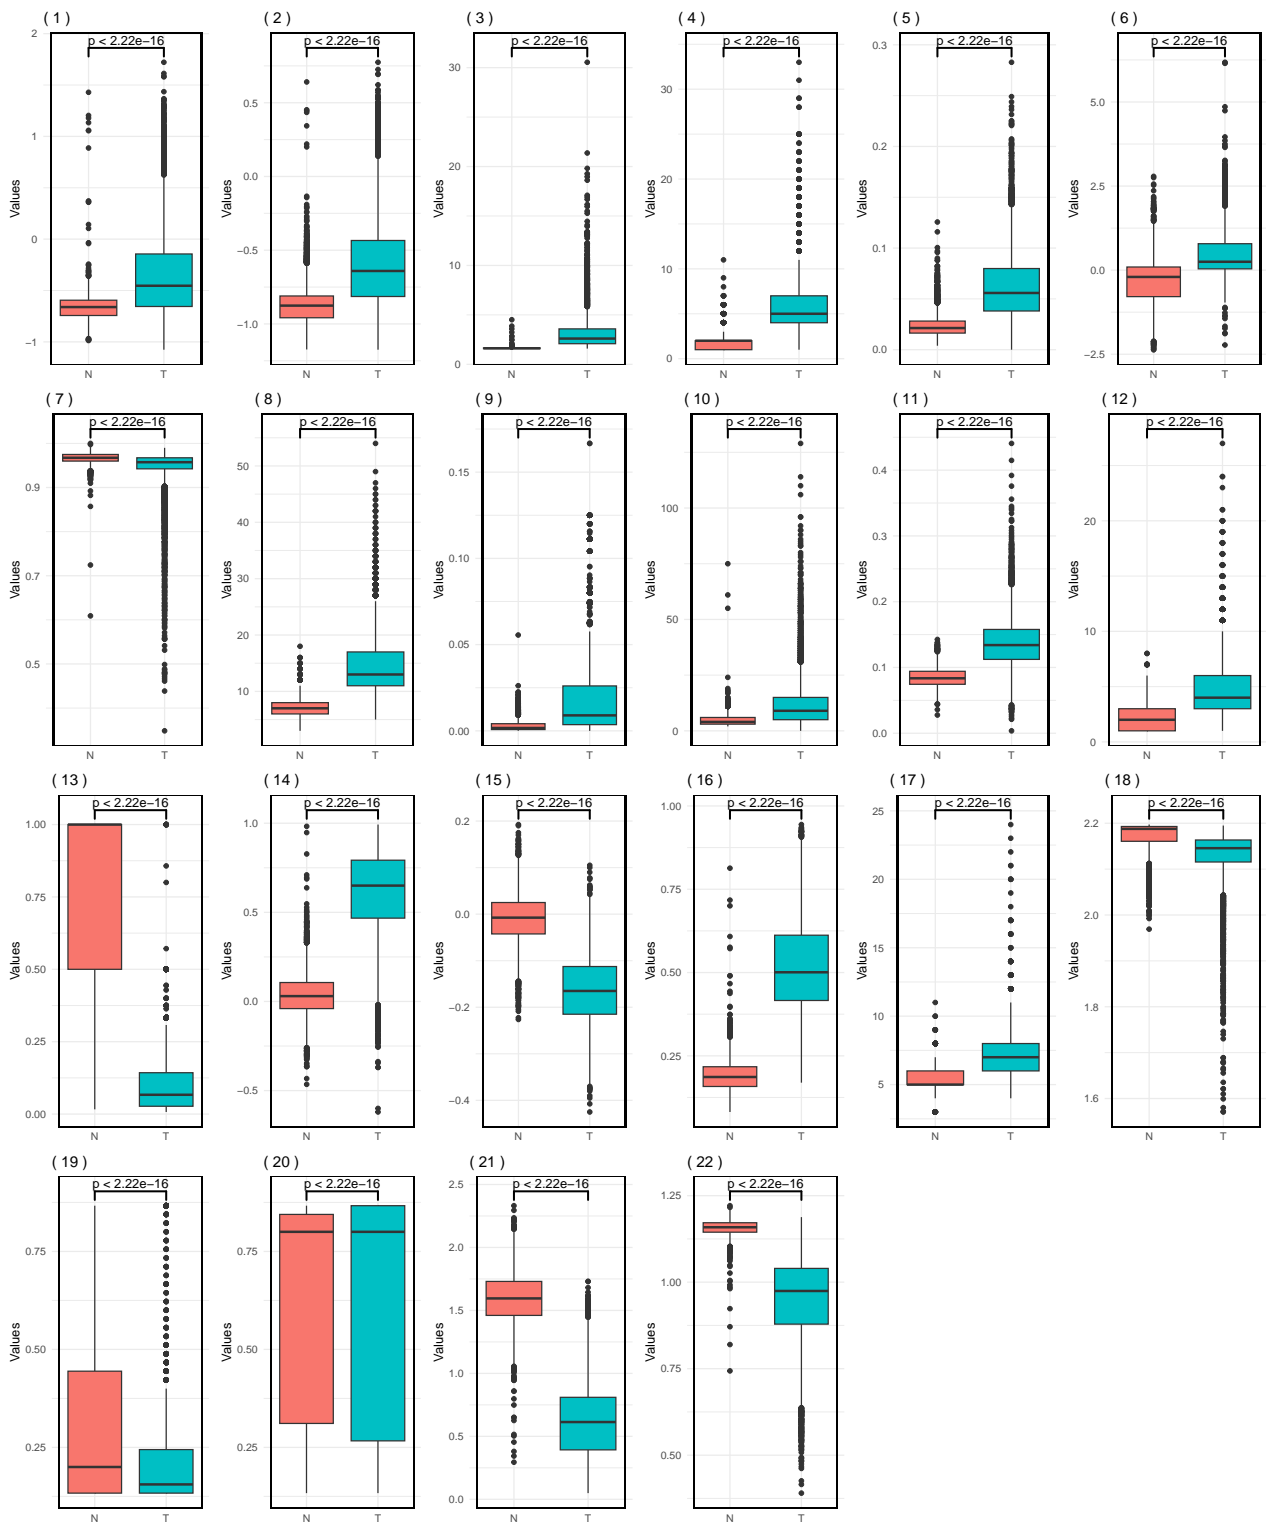 ( 1 )
p < 2.22e−16
Values
2
1
0
−1
N T
( 2 )
p < 2.22e−16
Values
0.5
0.0
−0.5
−1.0
N T
( 3 )
p < 2.22e−16
Values
30
20
10
0
N T
( 4 )
p < 2.22e−16
Values
30
20
10
0
N T
( 5 )
p < 2.22e−16
Values
0.3
0.2
0.1
0.0
N T
( 6 )
p < 2.22e−16
Values
5.0
2.5
0.0
−2.5
N T
( 7 )
p < 2.22e−16
Values
0.9
0.7
0.5
N T
( 8 )
p < 2.22e−16
Values
50
40
30
20
10
N T
( 9 )
p < 2.22e−16
Values
0.15
0.10
0.05
0.00
N T
( 10 )
p < 2.22e−16
Values
100
50
0
N T
( 11 )
p < 2.22e−16
Values
0.4
0.3
0.2
0.1
0.0
N T
( 12 )
p < 2.22e−16
Values
20
10
0
N T
( 13 )
p < 2.22e−16
Values
1.00
0.75
0.50
0.25
0.00
N T
( 14 )
p < 2.22e−16
Values
1.0
0.5
0.0
−0.5
N T
( 15 )
p < 2.22e−16
Values
0.2
0.0
−0.2
−0.4
N T
( 16 )
p < 2.22e−16
Values
1.00
0.75
0.50
0.25
N T
( 17 )
p < 2.22e−16
Values
25
20
15
10
5
N T
( 18 )
p < 2.22e−16
Values
2.2
2.0
1.8
1.6
N T
( 19 )
p < 2.22e−16
Values
0.75
0.50
0.25
N T
( 20 )
p < 2.22e−16
Values
0.75
0.50
0.25
N T
( 21 )
p < 2.22e−16
Values
2.5
2.0
1.5
1.0
0.5
0.0
N T
( 22 )
p < 2.22e−16
Values
1.25
1.00
0.75
0.50
N T